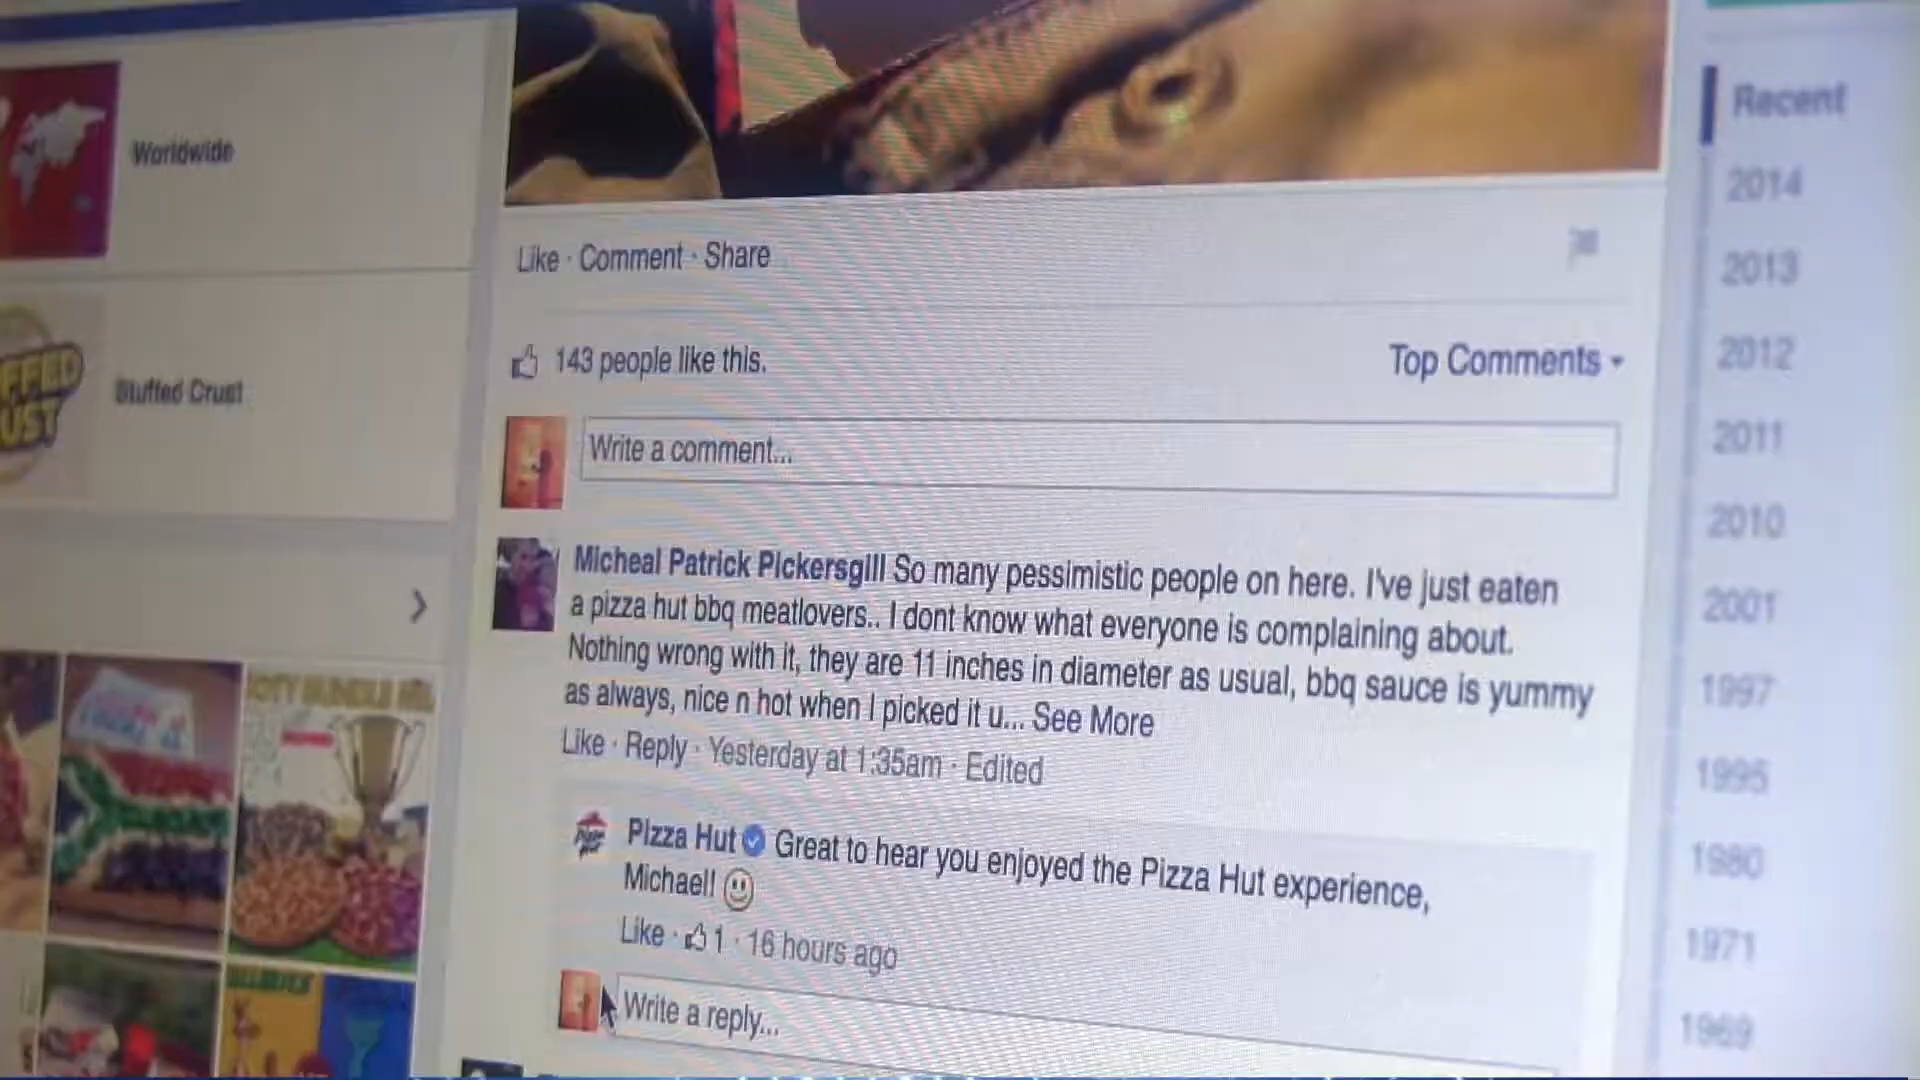 Worldwide
Stuffed Crust
FFED
UST
Like · Comment · Share
143 people like this.
Top Comments
Write a comment...
Micheal Patrick Pickersgill So many pessimistic people on here. I've just eaten
a pizza hut bbq meatlovers.. I dont know what everyone is complaining about.
Nothing wrong with it, they are 11 inches in diameter as usual, bbq sauce is yummy
as always, nice n hot when I picked it u... See More
Like · Reply · Yesterday at 1:35am · Edited
Pizza Hut Great to hear you enjoyed the Pizza Hut experience,
Michael!
Like · 1 · 16 hours ago
Write a reply...
Recent
2014
2013
2012
2011
2010
2001
1997
1995
1980
1971
1969